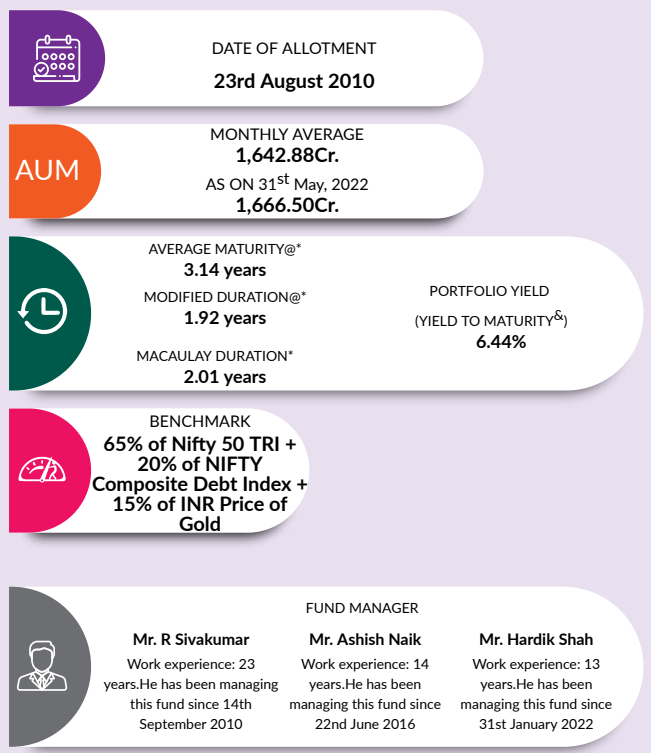 DATE OF ALLOTMENT
23rd August 2010
AUM
MONTHLY AVERAGE
1,642.88Cr.
AS ON 31st May, 2022
1,666.50Cr.
AVERAGE MATURITY@*
3.14 years
MODIFIED DURATION@*
1.92 years
MACAULAY DURATION*
2.01 years
PORTFOLIO YIELD
(YIELD TO MATURITY&)
6.44%
BENCHMARK
65% of Nifty 50 TRI +
20% of NIFTY
Composite Debt Index +
15% of INR Price of
Gold
FUND MANAGER
Mr. R Sivakumar
Work experience: 23
years.He has been managing
this fund since 14th
September 2010
Mr. Ashish Naik
Work experience: 14
years.He has been
managing this fund since
22nd June 2016
Mr. Hardik Shah
Work experience: 13
years.He has been
managing this fund since
31st January 2022